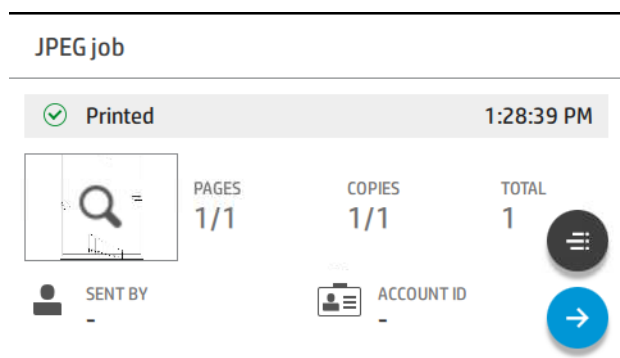 JPEG job
Printed 1:28:39 PM
PAGES COPIES TOTAL
1/1 1/1 1
SENT BY ACCOUNT ID
- -